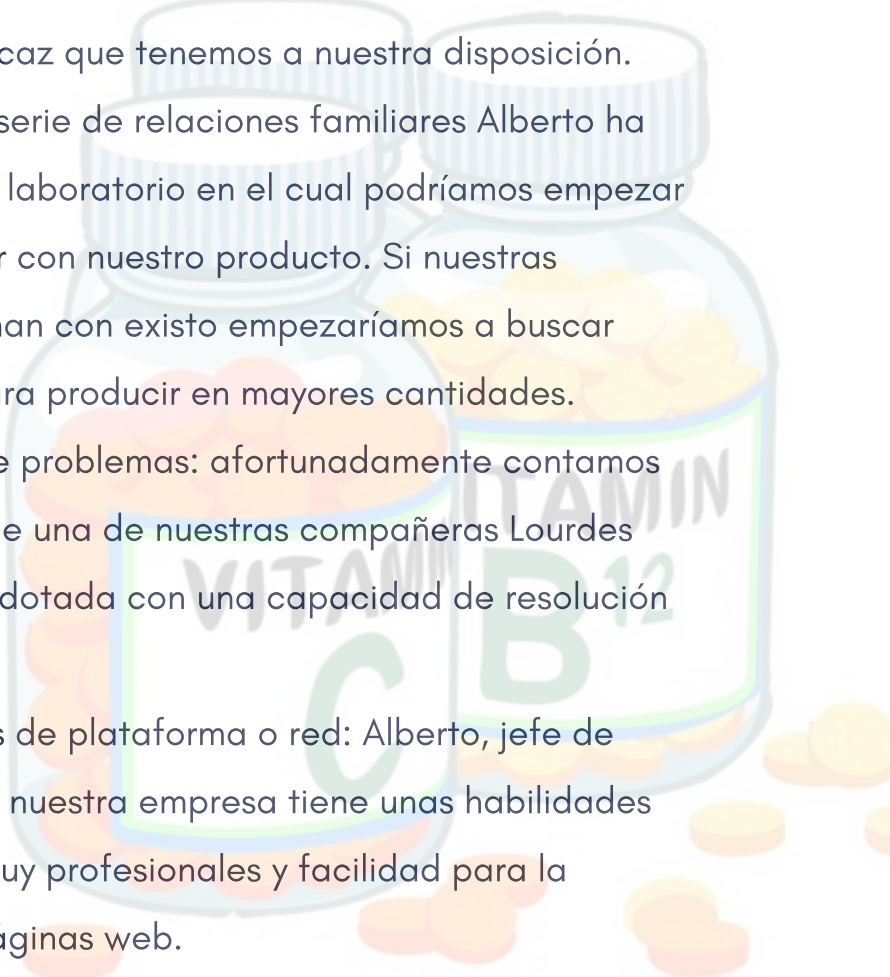 caz que tenemos a nuestra disposición.
serie de relaciones familiares Alberto ha
laboratorio en el cual podríamos empezar
r con nuestro producto. Si nuestras
nan con existo empezaríamos a buscar
ra producir en mayores cantidades.
e problemas: afortunadamente contamos
e una de nuestras compañeras Lourdes
dotada con una capacidad de resolución
s de plataforma o red: Alberto, jefe de
nuestra empresa tiene unas habilidades
uy profesionales y facilidad para la
áginas web.
VITAMIN
C
VITAMIN
B12